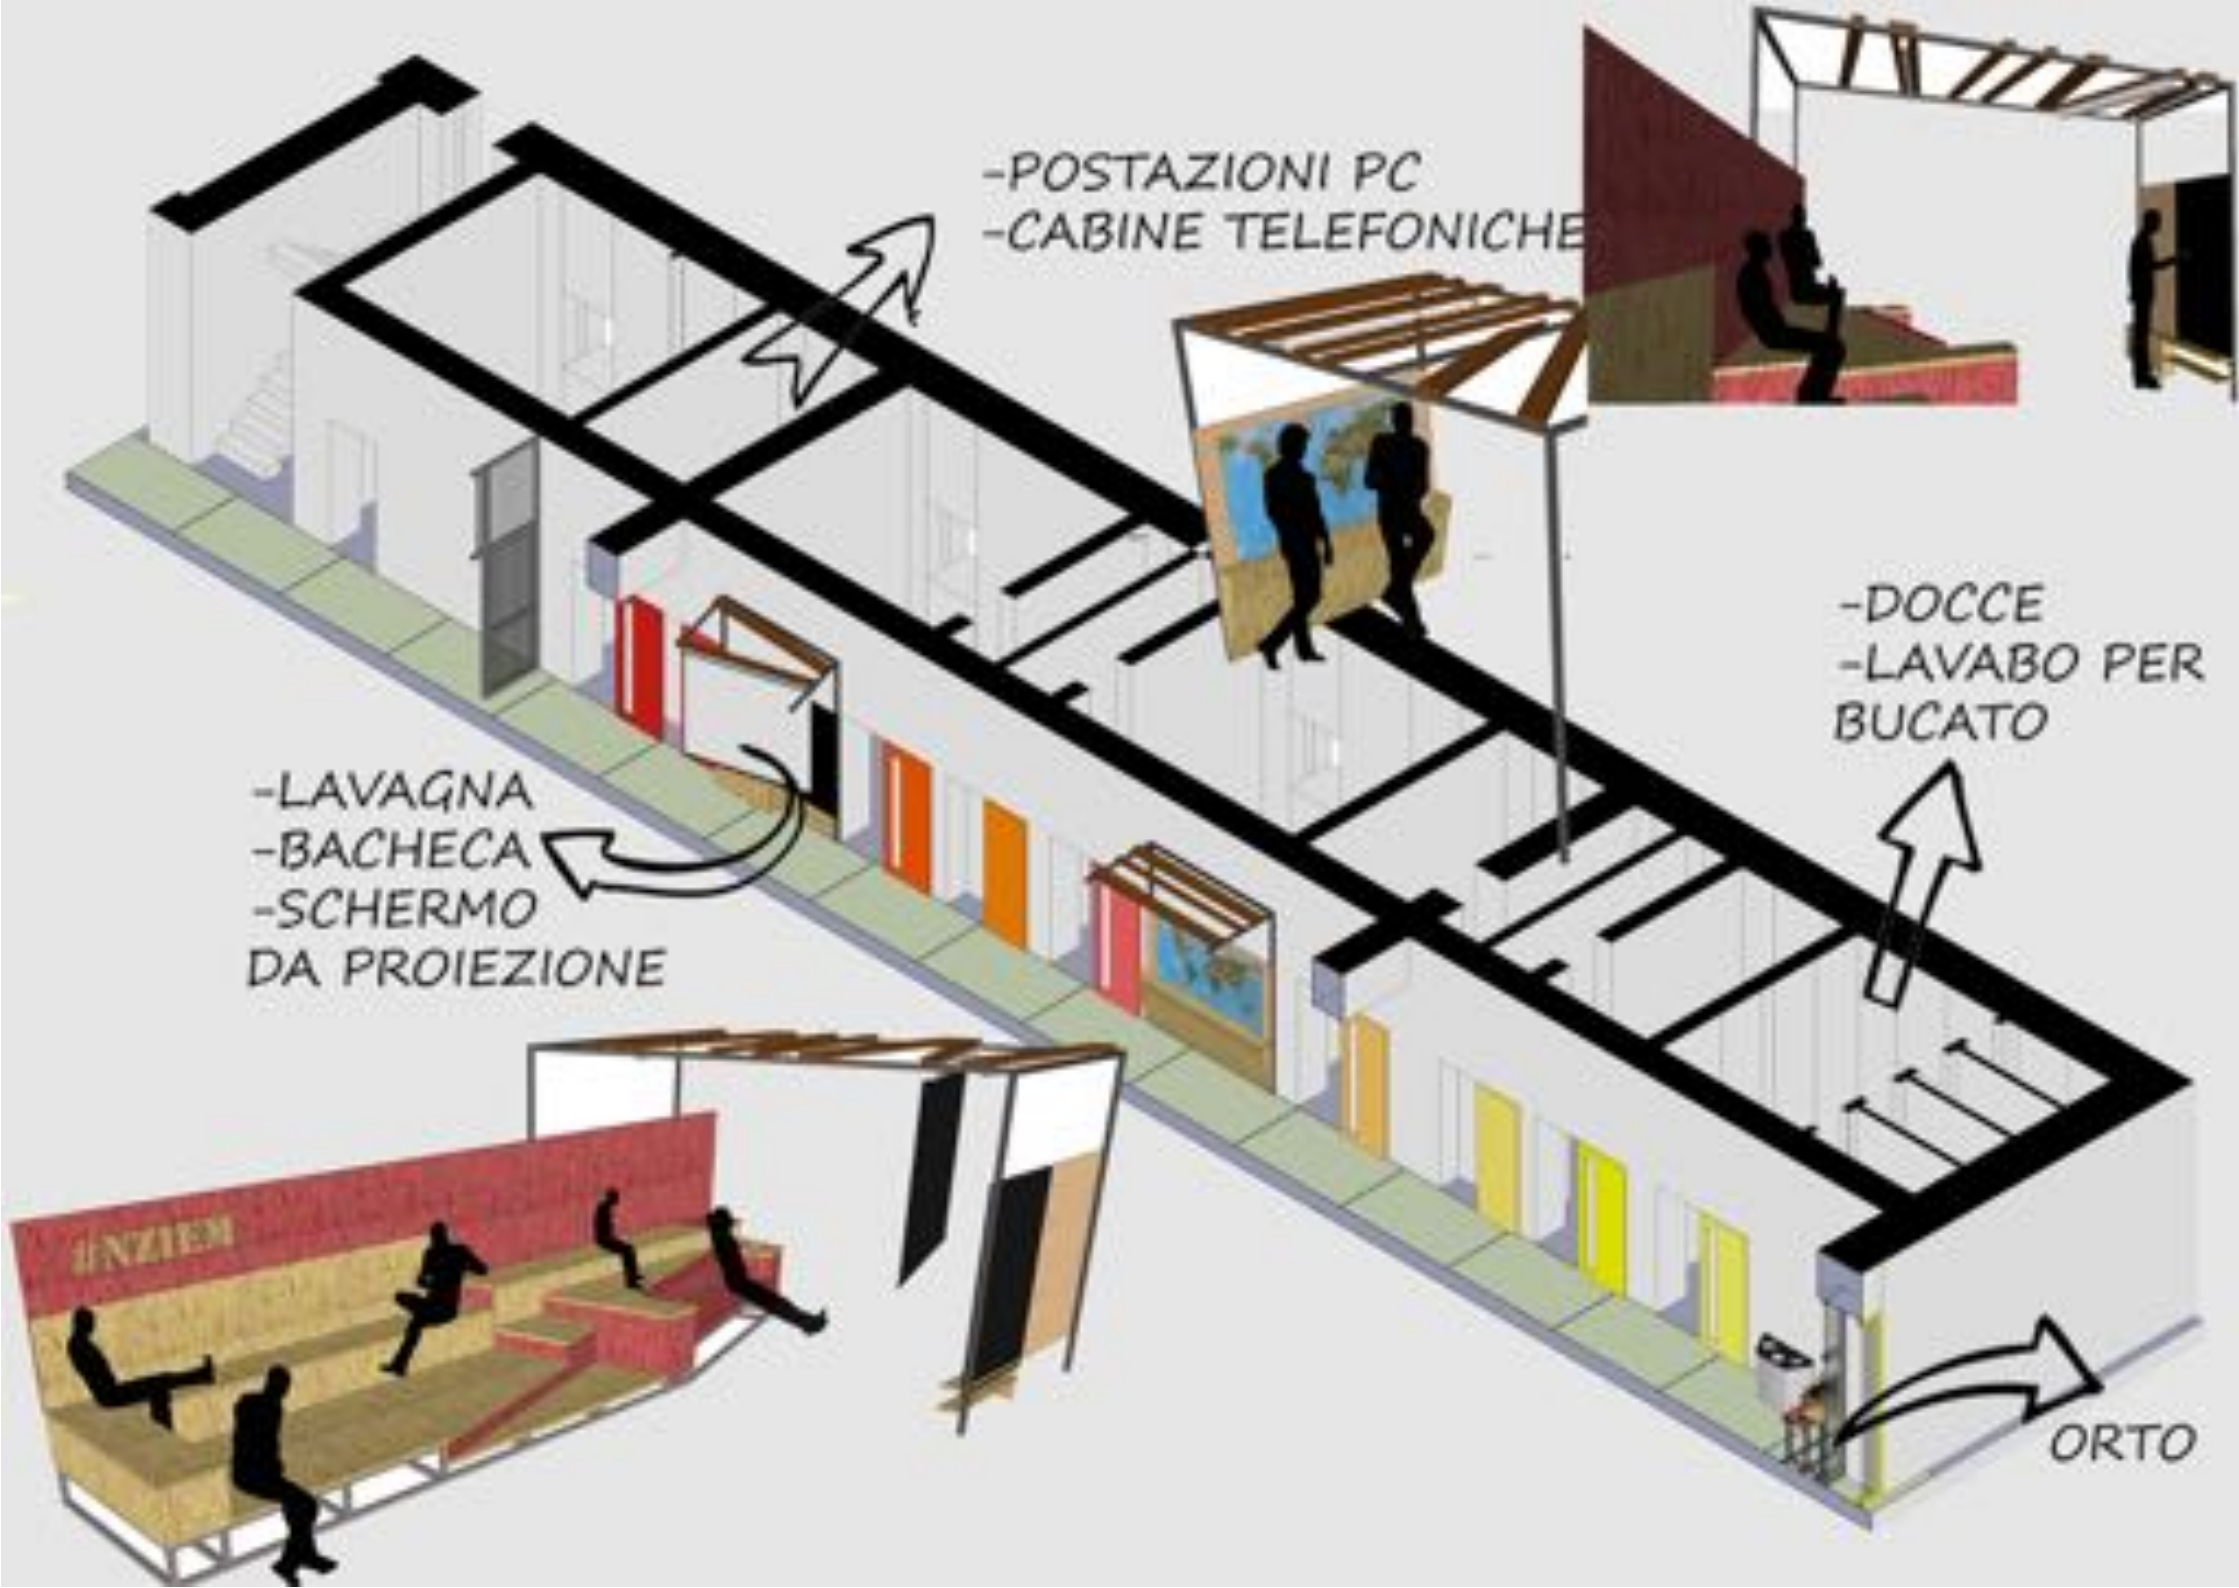 -POSTAZIONI PC
-CABINE TELEFONICHE
-DOCCE
-LAVABO PER
BUCATO
-LAVAGNA
-BACHECA
-SCHERMO
DA PROIEZIONE
ORTO